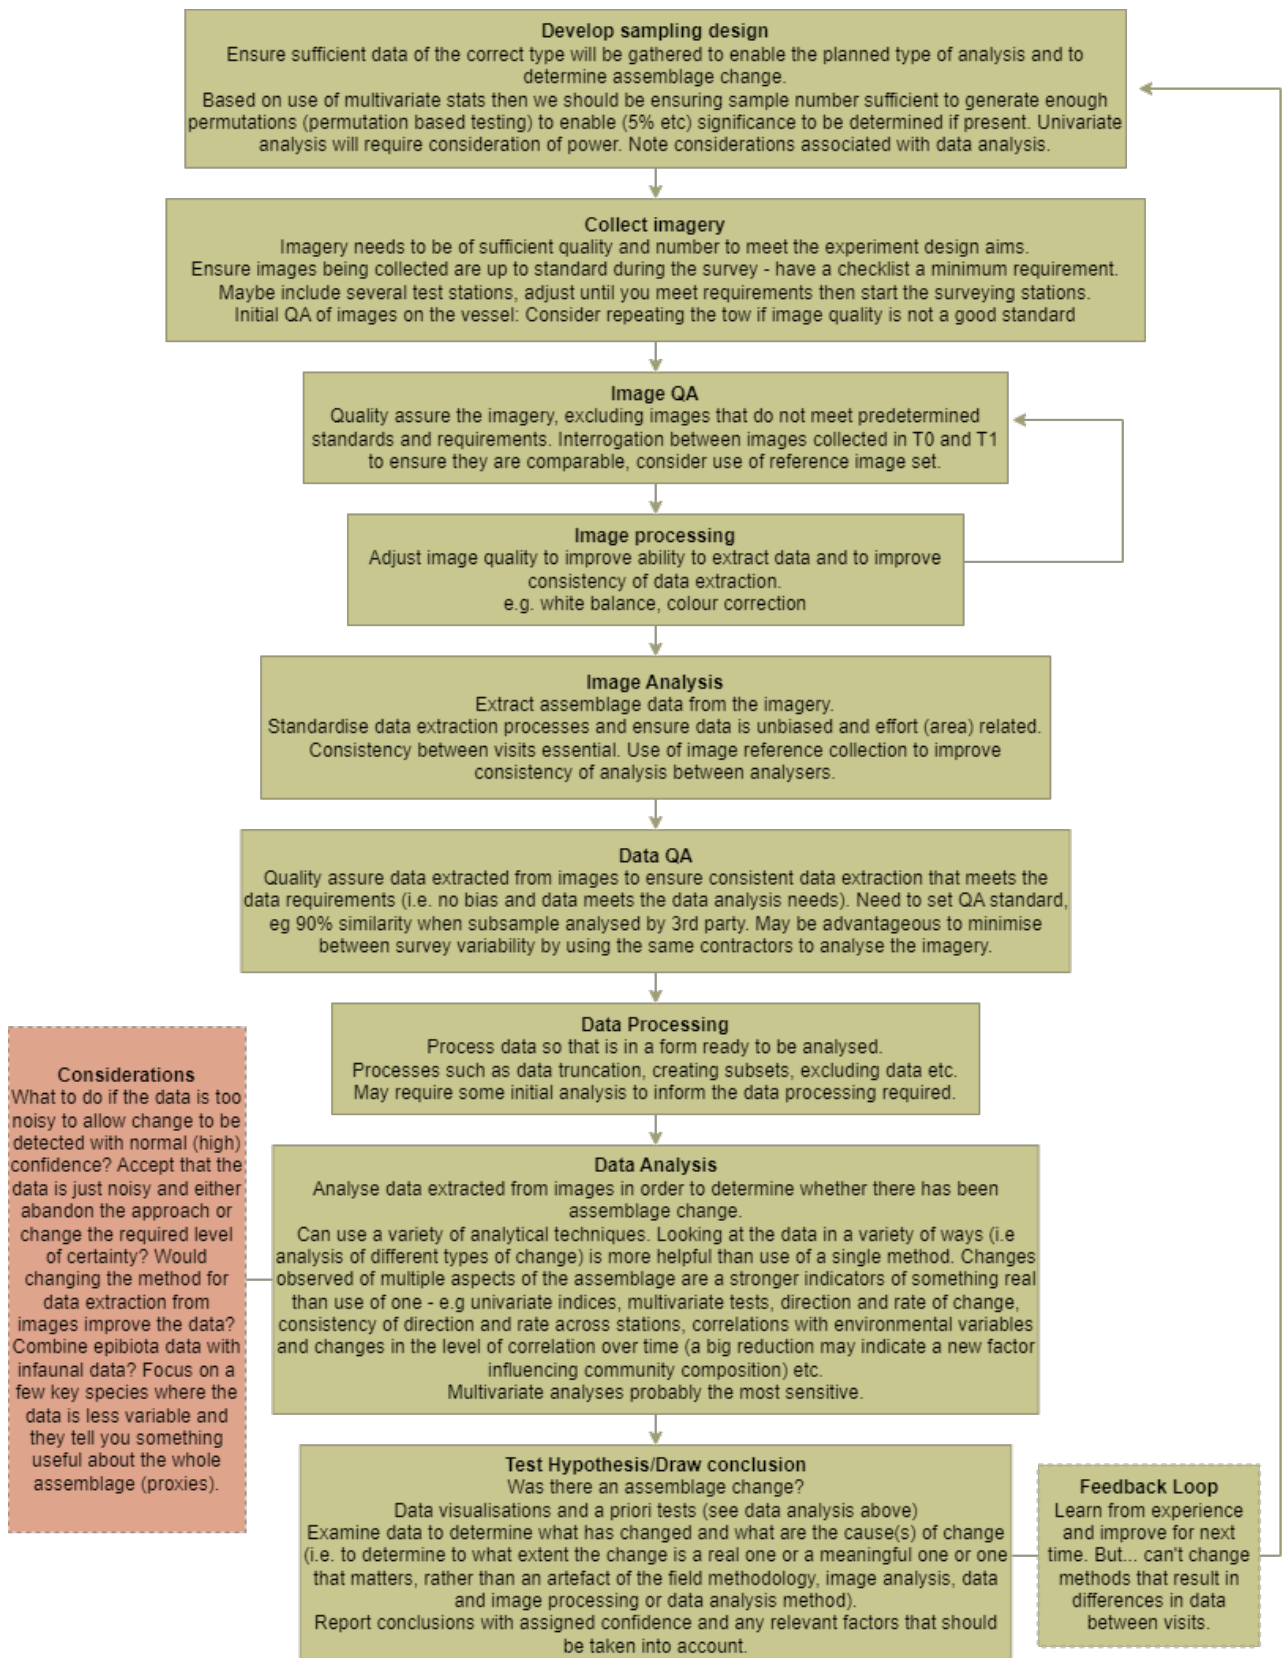 Develop sampling design
Ensure sufficient data of the correct type will be gathered to enable the planned type of analysis and to
determine assemblage change.
Based on use of multivariate stats then we should be ensuring sample number sufficient to generate enough
permutations (permutation based testing) to enable (5% etc) significance to be determined if present. Univariate
analysis will require consideration of power. Note considerations associated with data analysis.
Collect imagery
Imagery needs to be of sufficient quality and number to meet the experiment design aims.
Ensure images being collected are up to standard during the survey - have a checklist a minimum requirement.
Maybe include several test stations, adjust until you meet requirements then start the surveying stations.
Initial QA of images on the vessel: Consider repeating the tow if image quality is not a good standard
Image QA
Quality assure the imagery, excluding images that do not meet predetermined
standards and requirements. Interrogation between images collected in T0 and T1
to ensure they are comparable, consider use of reference image set.
Image processing
Adjust image quality to improve ability to extract data and to improve
consistency of data extraction.
e.g. white balance, colour correction
Image Analysis
Extract assemblage data from the imagery.
Standardise data extraction processes and ensure data is unbiased and effort (area) related.
Consistency between visits essential. Use of image reference collection to improve
consistency of analysis between analysers.
Data QA
Quality assure data extracted from images to ensure consistent data extraction that meets the
data requirements (i.e. no bias and data meets the data analysis needs). Need to set QA standard,
eg 90% similarity when subsample analysed by 3rd party. May be advantageous to minimise
between survey variability by using the same contractors to analyse the imagery.
Data Processing
Process data so that is in a form ready to be analysed.
Processes such as data truncation, creating subsets, excluding data etc.
May require some initial analysis to inform the data processing required.
Considerations
What to do if the data is too
noisy to allow change to be
detected with normal (high)
confidence? Accept that the
data is just noisy and either
abandon the approach or
change the required level
of certainty? Would
changing the method for
data extraction from
images improve the data?
Combine epibiota data with
infaunal data? Focus on a
few key species where the
data is less variable and
they tell you something
useful about the whole
assemblage (proxies).
Data Analysis
Analyse data extracted from images in order to determine whether there has been
assemblage change.
Can use a variety of analytical techniques. Looking at the data in a variety of ways (i.e
analysis of different types of change) is more helpful than use of a single method. Changes
observed of multiple aspects of the assemblage are a stronger indicators of something real
than use of one - e.g univariate indices, multivariate tests, direction and rate of change,
consistency of direction and rate across stations, correlations with environmental variables
and changes in the level of correlation over time (a big reduction may indicate a new factor
influencing community composition) etc.
Multivariate analyses probably the most sensitive.
Test Hypothesis/Draw conclusion
Was there an assemblage change?
Data visualisations and a priori tests (see data analysis above)
Examine data to determine what has changed and what are the cause(s) of change
(i.e. to determine to what extent the change is a real one or a meaningful one or one
that matters, rather than an artefact of the field methodology, image analysis, data
and image processing or data analysis method).
Report conclusions with assigned confidence and any relevant factors that should
be taken into account.
Feedback Loop
Learn from experience
and improve for next
time. But... can't change
methods that result in
differences in data
between visits.